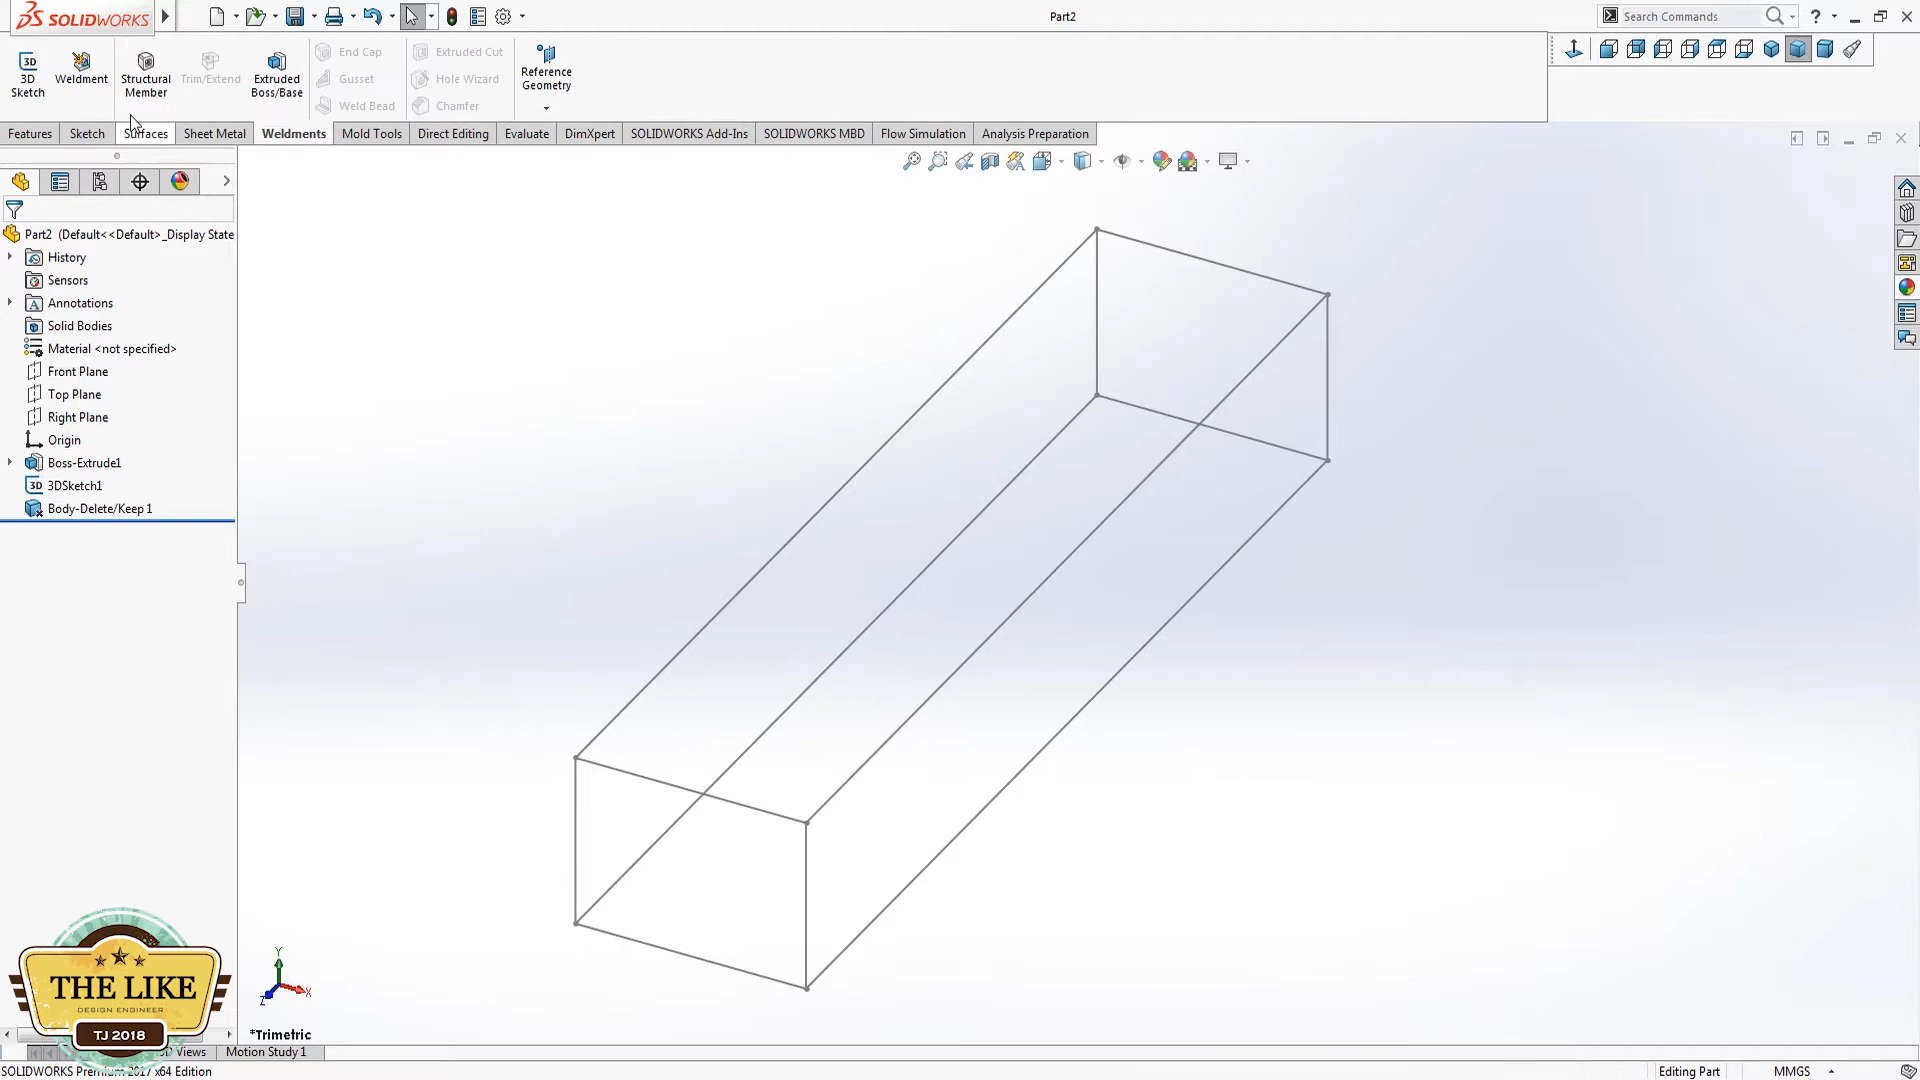 SOLIDWORKS
Part2
Search Commands
3D Sketch
Weldment
Structural Member
Trim/Extend
Extruded Boss/Base
End Cap
Gusset
Weld Bead
Extruded Cut
Hole Wizard
Chamfer
Reference Geometry
Features
Sketch
Surfaces
Sheet Metal
Weldments
Mold Tools
Direct Editing
Evaluate
DimXpert
SOLIDWORKS Add-Ins
SOLIDWORKS MBD
Flow Simulation
Analysis Preparation
Part2 (Default<<Default>_Display State
History
Sensors
Annotations
Solid Bodies
Material <not specified>
Front Plane
Top Plane
Right Plane
Origin
Boss-Extrude1
3DSketch1
Body-Delete/Keep 1
THE LIKE
DESIGN ENGINEER
TJ 2018
Y
X
Z
*Trimetric
Views
Motion Study 1
SOLIDWORKS Premium 2017 x64 Edition
Editing Part
MMGS